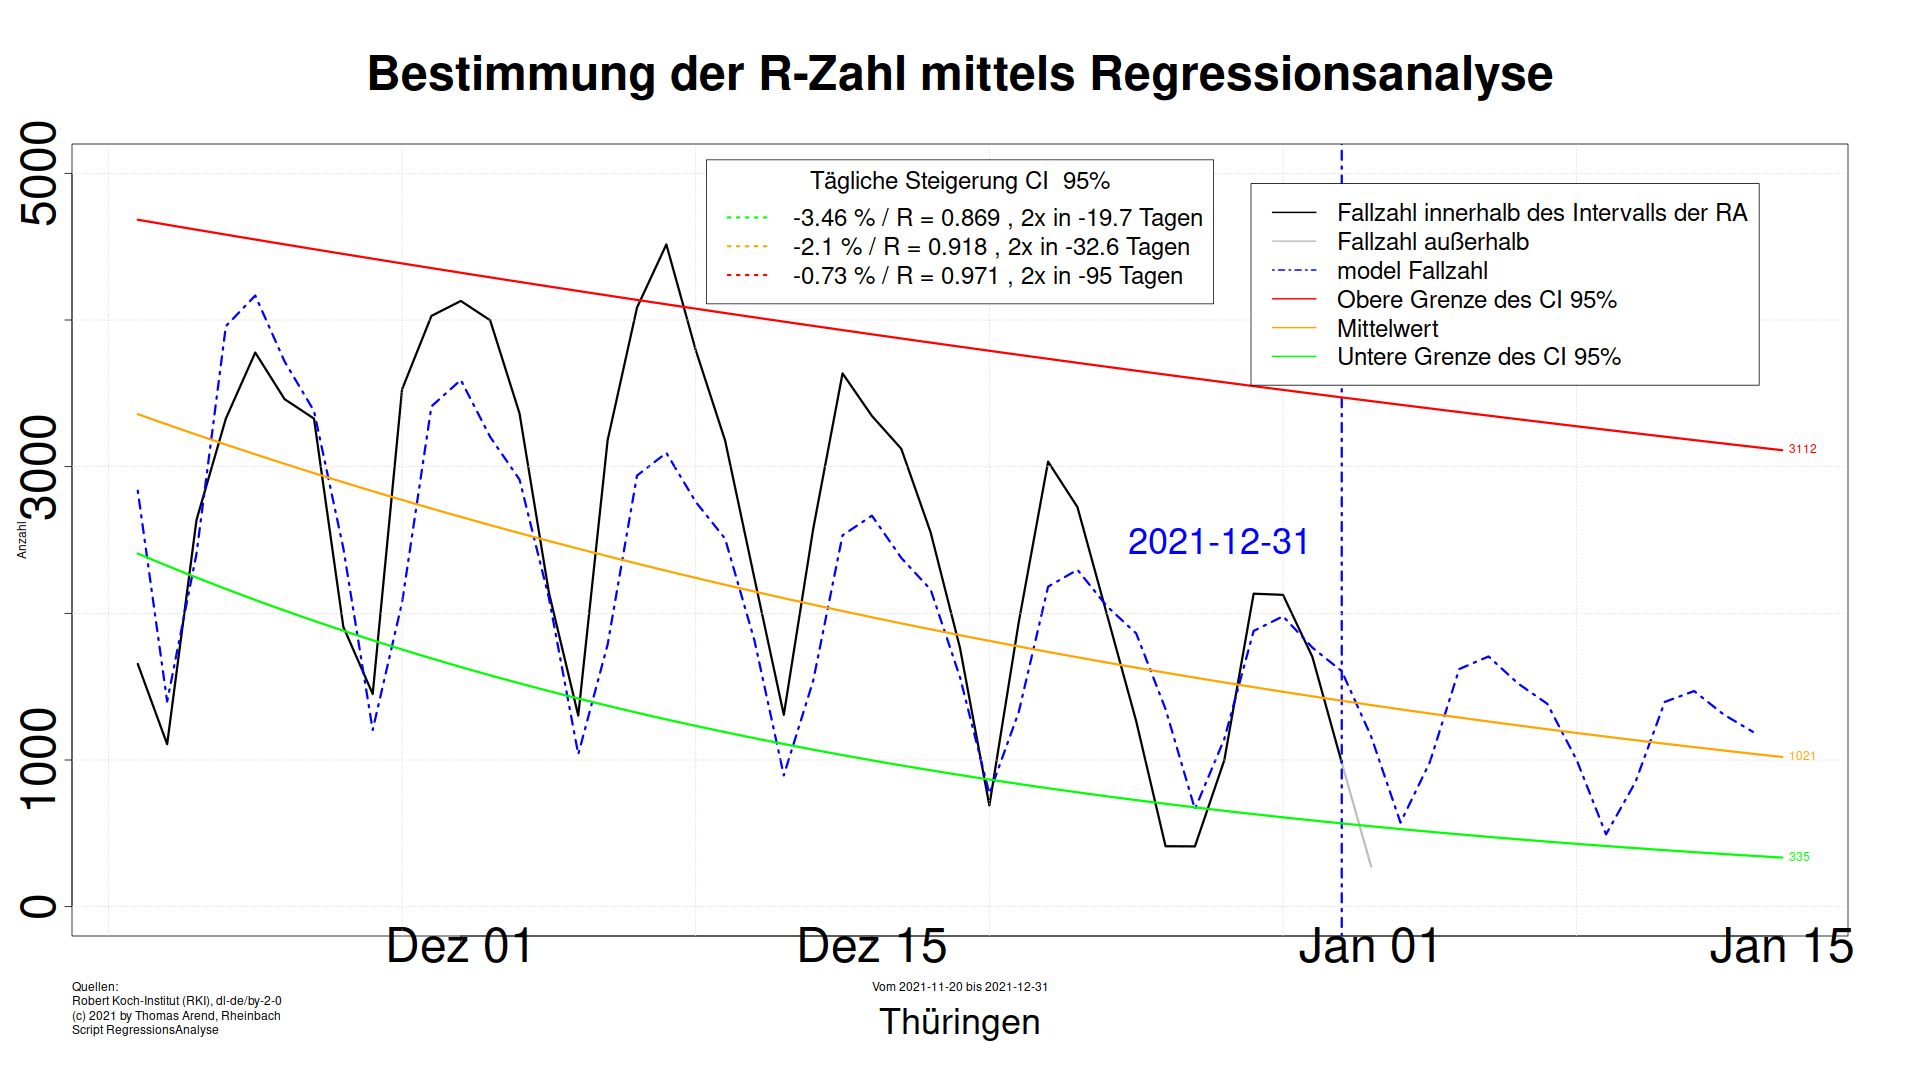 Bestimmung der R-Zahl mittels Regressionsanalyse
5000
3000
1000
0
Anzahl
Tägliche Steigerung CI  95%
-3.46 % / R = 0.869 , 2x in -19.7 Tagen
-2.1 % / R = 0.918 , 2x in -32.6 Tagen
-0.73 % / R = 0.971 , 2x in -95 Tagen
Fallzahl innerhalb des Intervalls der RA
Fallzahl außerhalb
model Fallzahl
Obere Grenze des CI 95%
Mittelwert
Untere Grenze des CI 95%
3112
2021-12-31
1021
335
Dez 01
Dez 15
Jan 01
Jan 15
Quellen:
Robert Koch-Institut (RKI), dl-de/by-2-0
(c) 2021 by Thomas Arend, Rheinbach
Script RegressionsAnalyse
Vom 2021-11-20 bis 2021-12-31
Thüringen